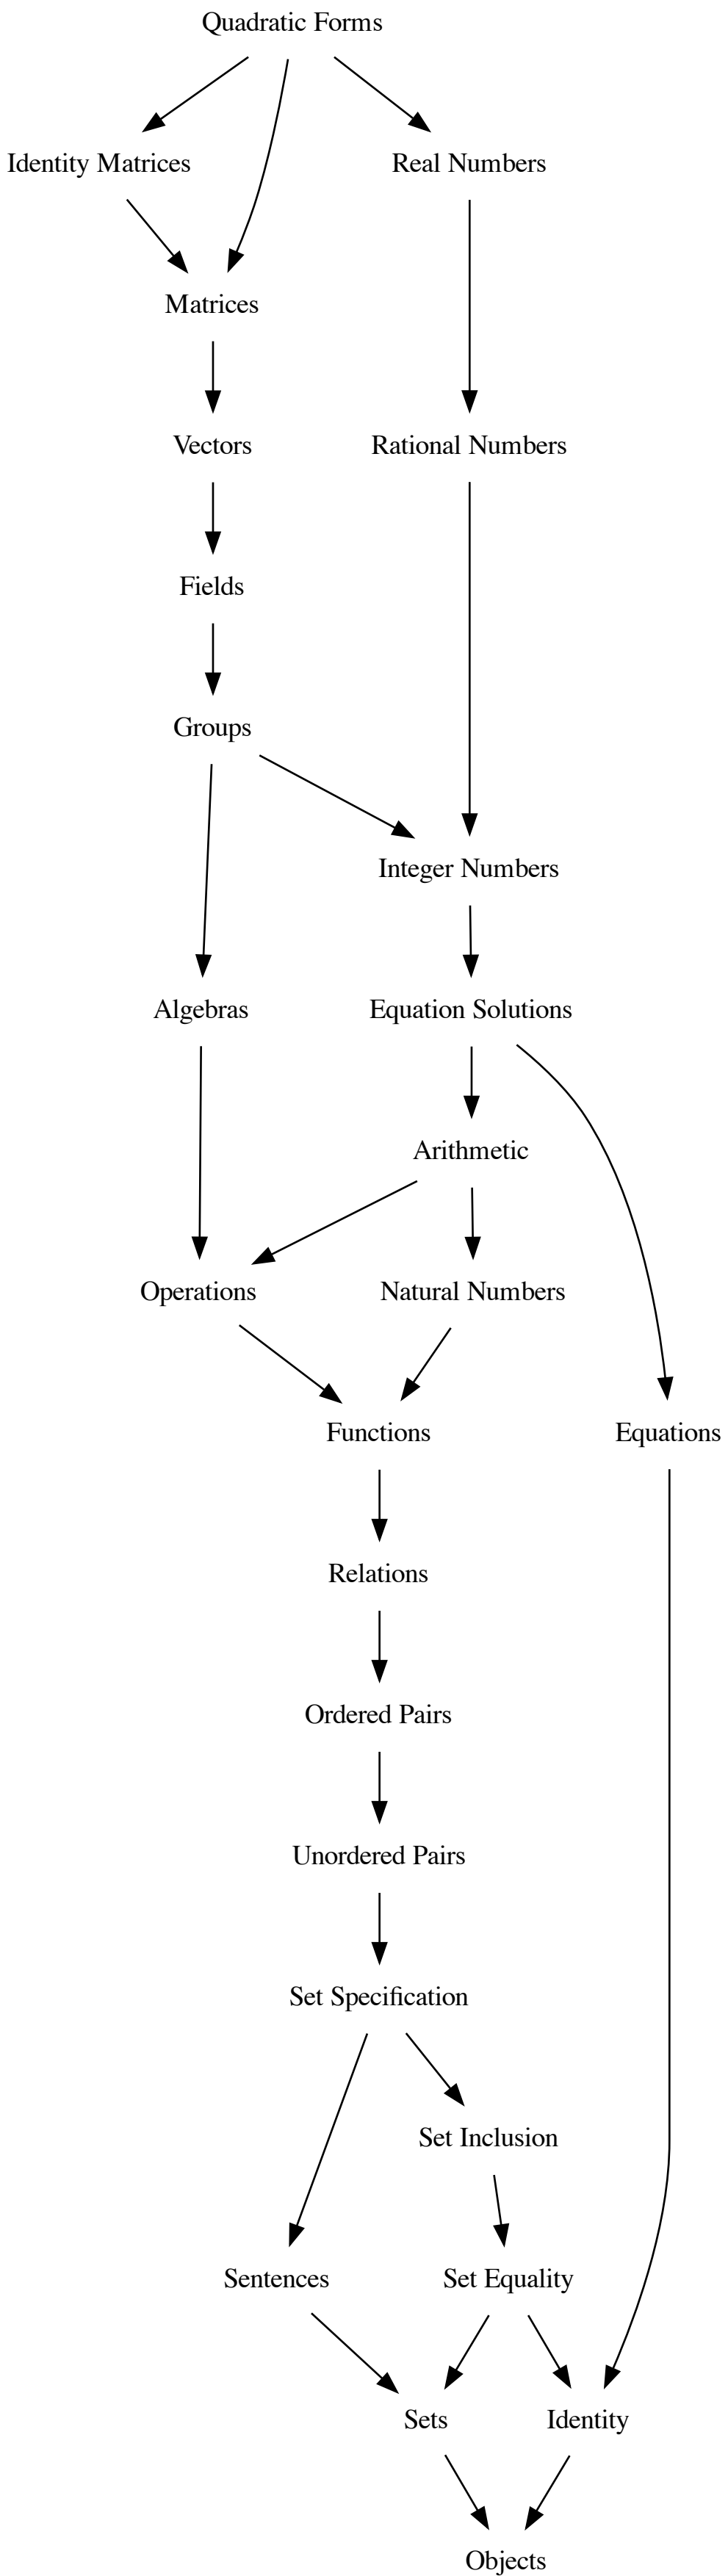 Quadratic Forms
Identity Matrices
Real Numbers
Matrices
Vectors
Rational Numbers
Fields
Groups
Integer Numbers
Algebras
Equation Solutions
Arithmetic
Operations
Natural Numbers
Functions
Equations
Relations
Ordered Pairs
Unordered Pairs
Set Specification
Set Inclusion
Sentences
Set Equality
Sets
Identity
Objects